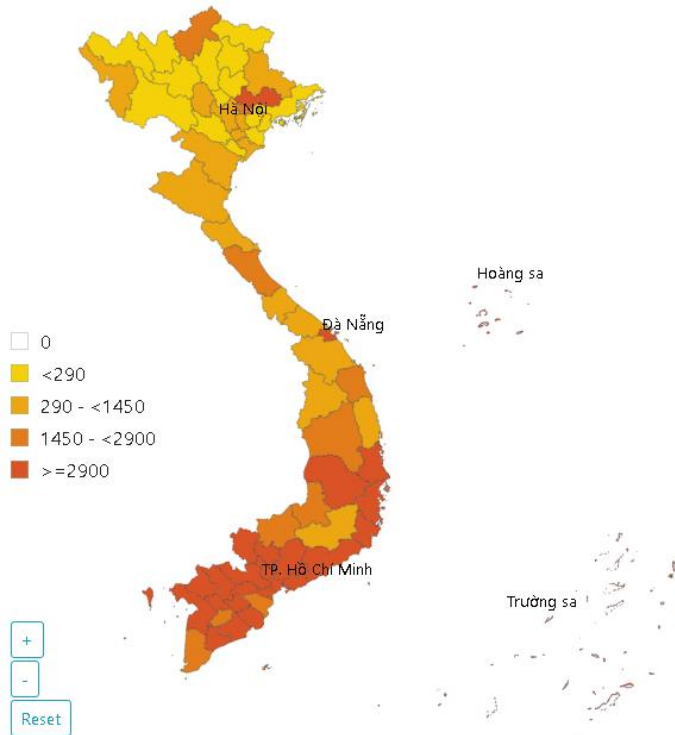 Hà Nội
Hoàng sa
Đà Nẵng
0
<290
290 - <1450
1450 - <2900
>=2900
TP. Hồ Chí Minh
Trường sa
+
-
Reset